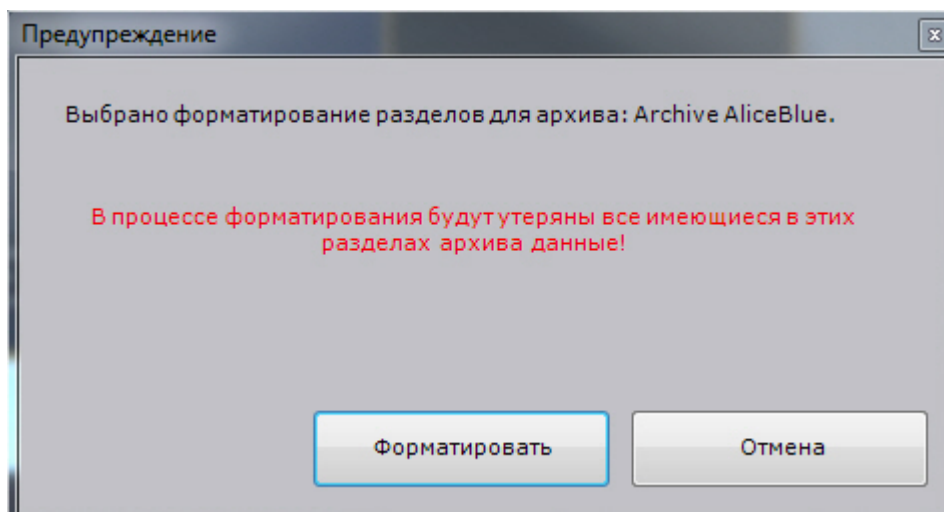 Предупреждение
Выбрано форматирование разделов для архива: Archive AliceBlue.
В процессе форматирования будут утеряны все имеющиеся в этих
разделах архива данные!
Форматировать
Отмена